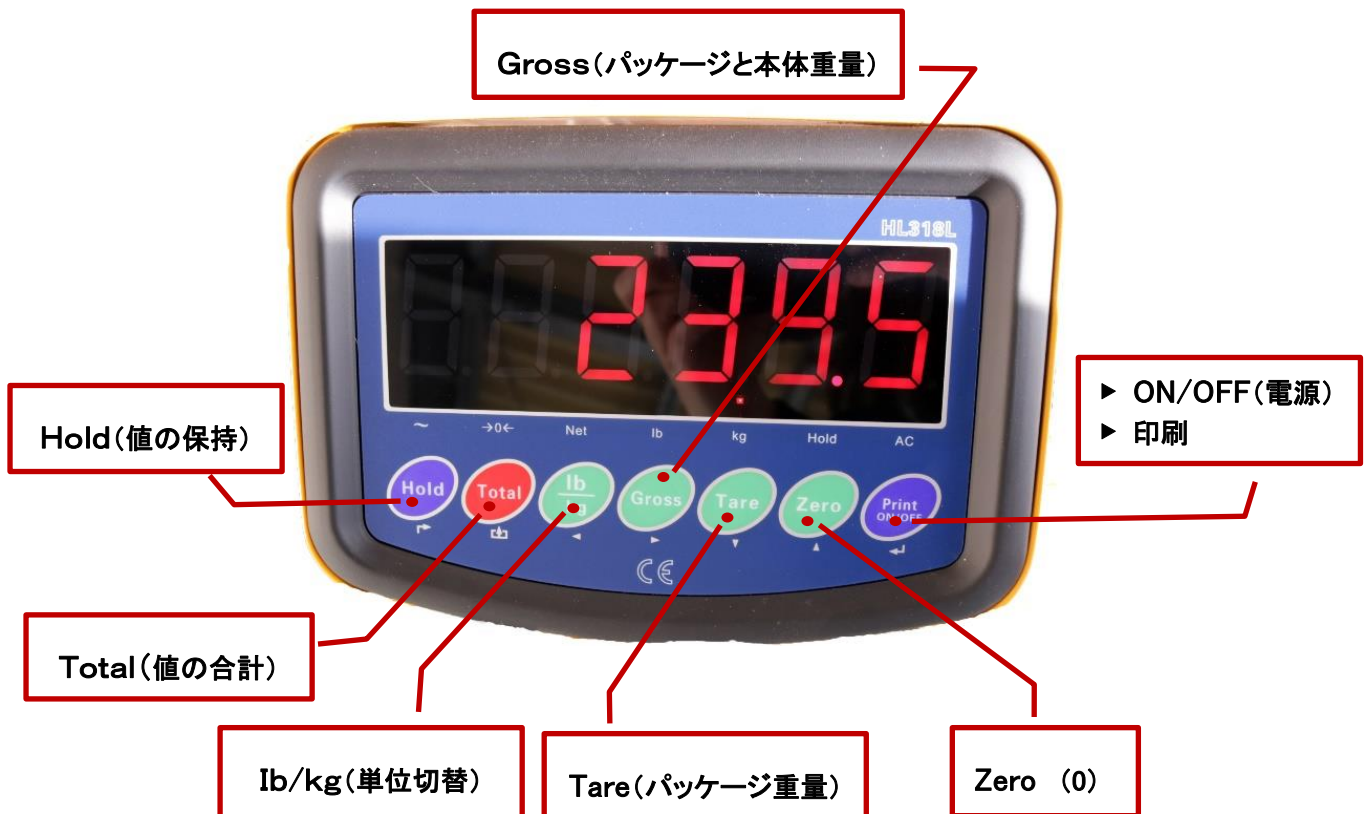 Gross(パッケージと本体重量)
HL318L
239.5
~ →0← Net lb kg Hold AC
Hold Total lb/kg Gross Tare Zero Print ON/OFF
CE
Hold(値の保持)
▶ ON/OFF(電源)
▶ 印刷
Total(値の合計)
Ib/kg(単位切替)
Tare(パッケージ重量)
Zero (0)